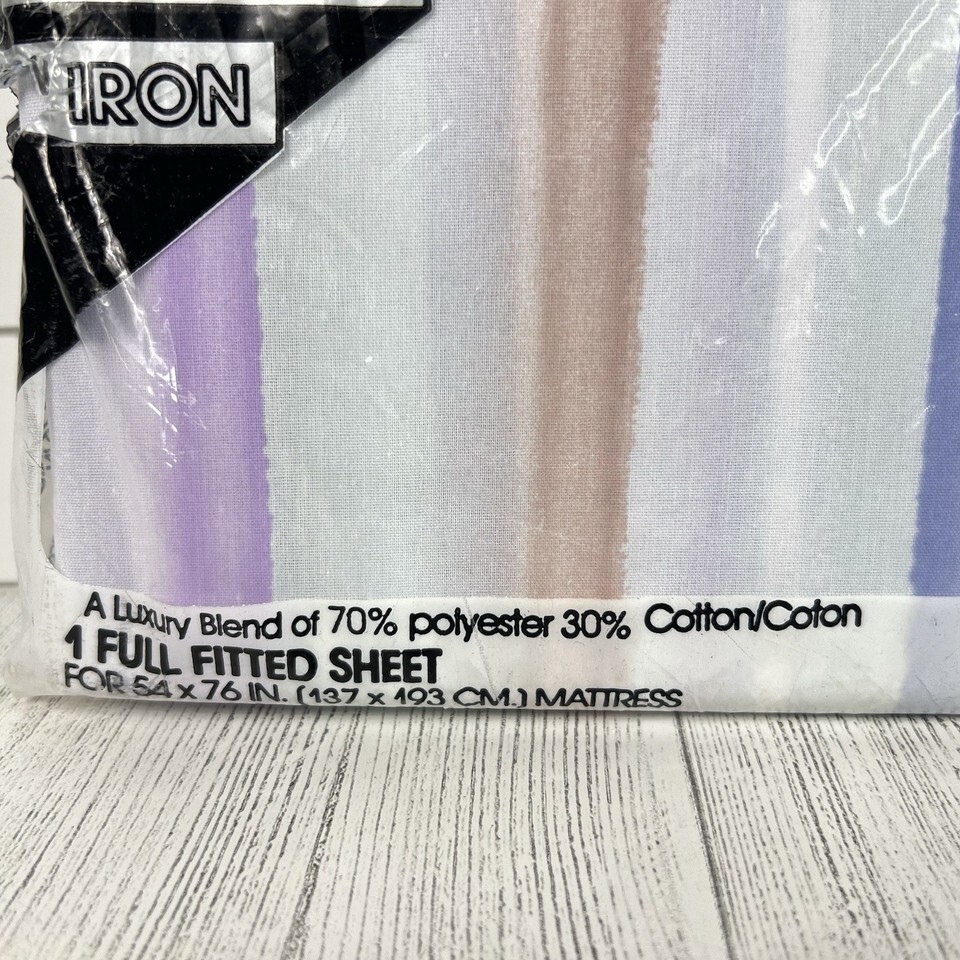 IRON
A Luxury Blend of 70% polyester 30% Cotton/Coton
1 FULL FITTED SHEET
FOR 54 x 76 IN. (137 x 193 CM.) MATTRESS